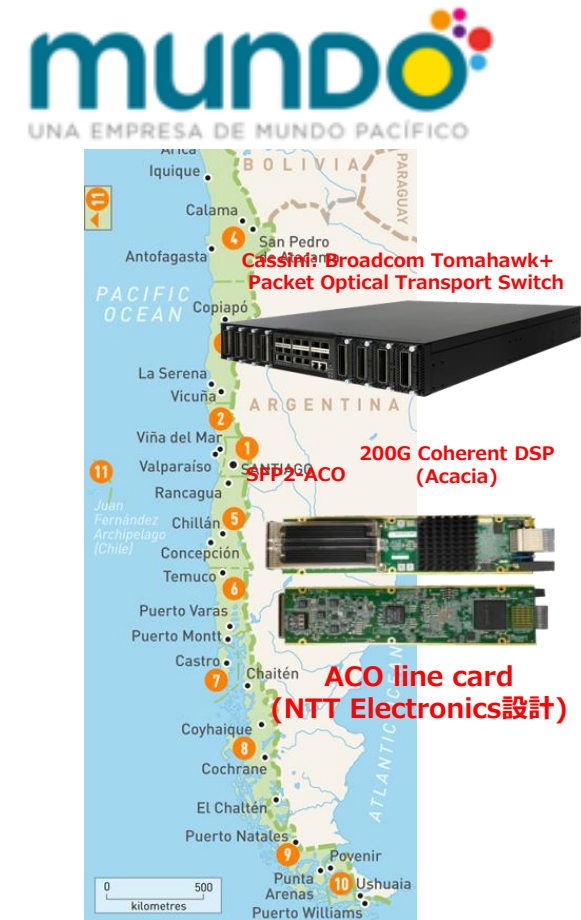 mundo
UNA EMPRESA DE MUNDO PACÍFICO
Arica
BOLIVIA
PARAGUAY
Iquique
11
Calama
4
San Pedro
de Atacama
Antofagasta
Cassini: Broadcom Tomahawk+
Packet Optical Transport Switch
PACIFIC
OCEAN
Copiapó
La Serena
Vicuña
ARGENTINA
2
Viña del Mar
1
Valparaíso
SANTIAGO
SFP2-ACO
200G Coherent DSP
(Acacia)
11
Rancagua
Juan
Fernández
Archipelago
(Chile)
Chillán
5
Concepción
Temuco
6
Puerto Varas
Puerto Montt
Castro
7
Chaitén
ACO line card
(NTT Electronics設計)
Coyhaique
8
Cochrane
ATLANTIC OCEAN
El Chaltén
Puerto Natales
9
Povenir
Punta
Arenas
10
Ushuaia
Puerto Williams
0 500
kilometres